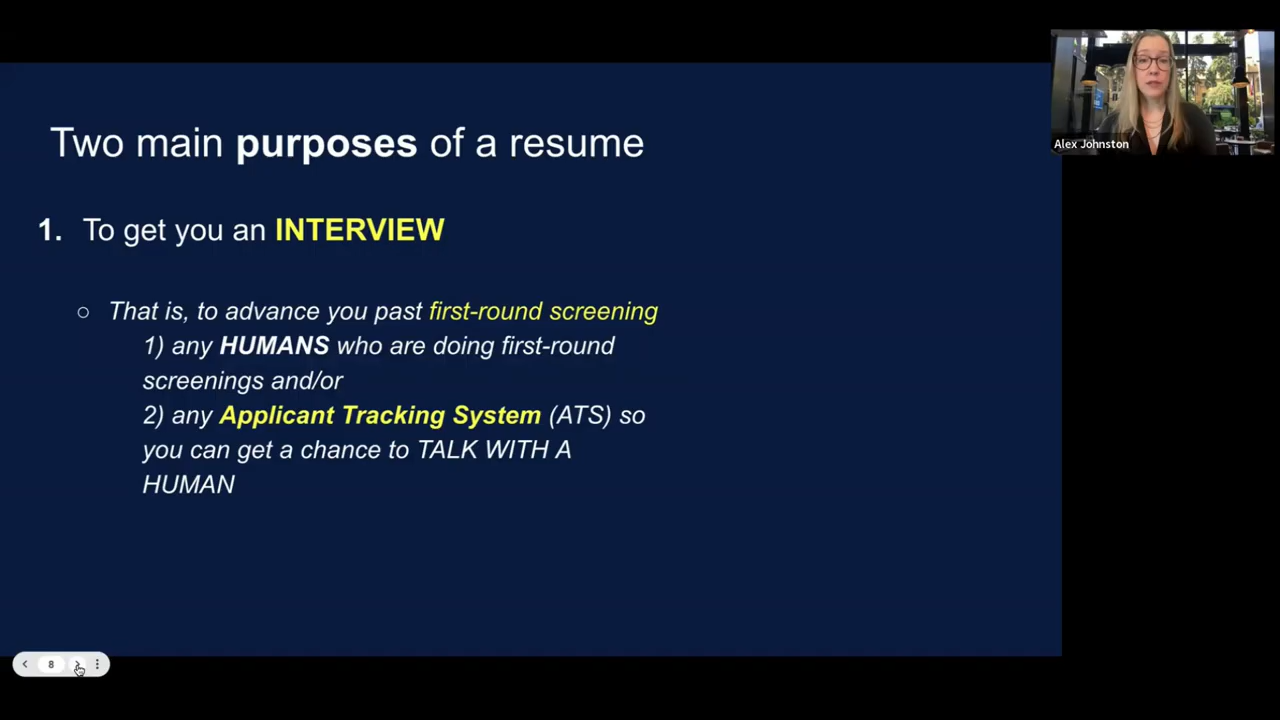 Two main purposes of a resume
1. To get you an INTERVIEW
○ That is, to advance you past first-round screening
1) any HUMANS who are doing first-round
screenings and/or
2) any Applicant Tracking System (ATS) so
you can get a chance to TALK WITH A
HUMAN
Alex Johnston
8